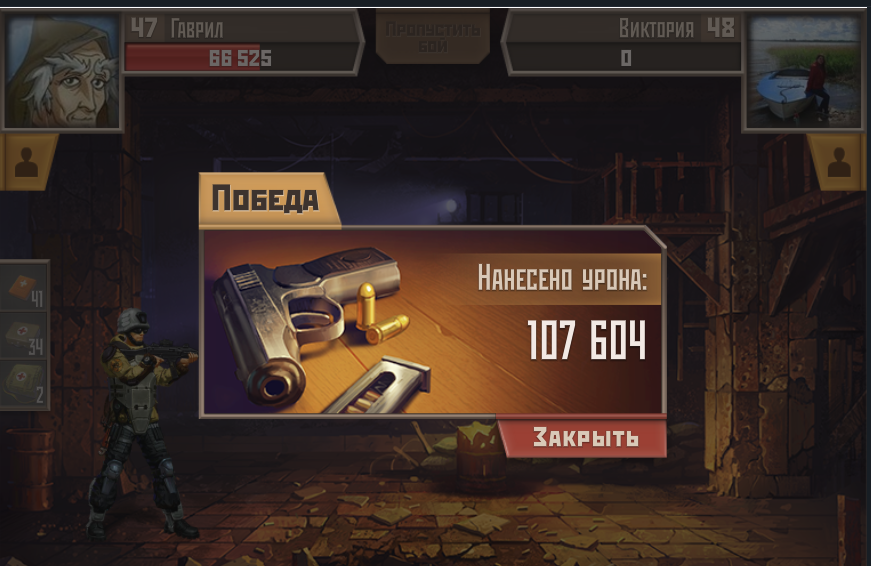 47 Гаврил
66 525
Пропустить
бой
Виктория 48
0
Победа
Нанесено урона:
107 604
Закрыть
41
34
2